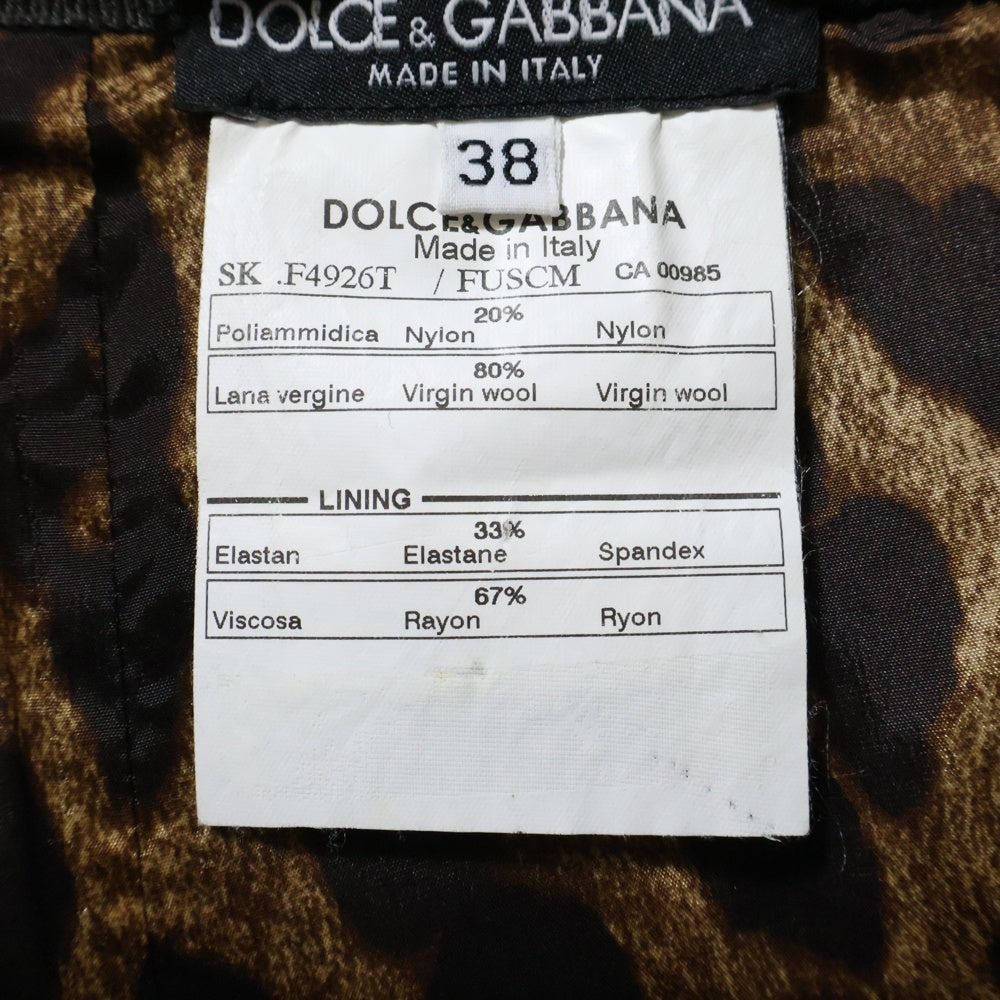 DOLCE & GABBANA
MADE IN ITALY
38
DOLCE&GABBANA
Made in Italy
SK .F4926T / FUSCM CA 00985
20%
Poliammidica Nylon Nylon
80%
Lana vergine Virgin wool Virgin wool
LINING
33%
Elastan Elastane Spandex
67%
Viscosa Rayon Ryon